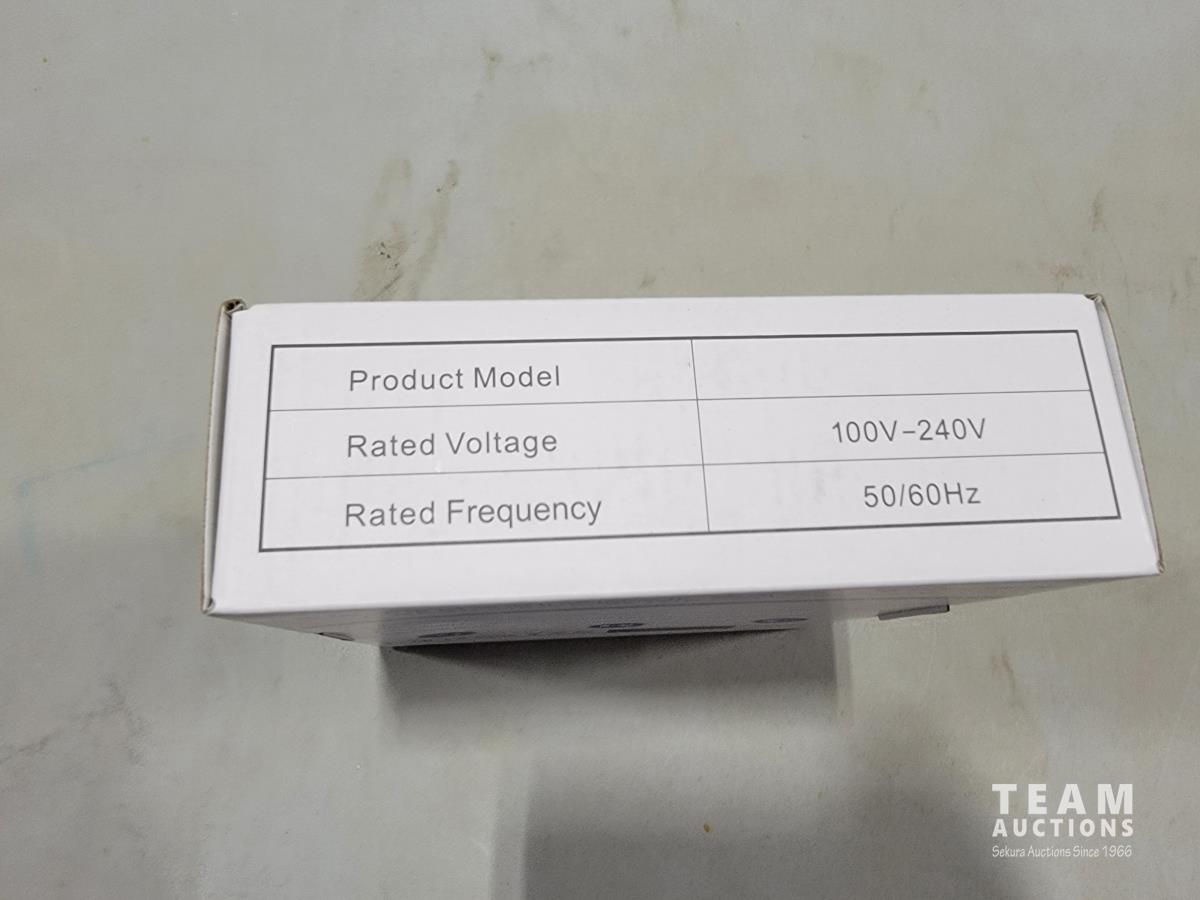 Product Model
Rated Voltage 100V-240V
Rated Frequency 50/60Hz
TEAM
AUCTIONS
Sekura Auctions Since 1966